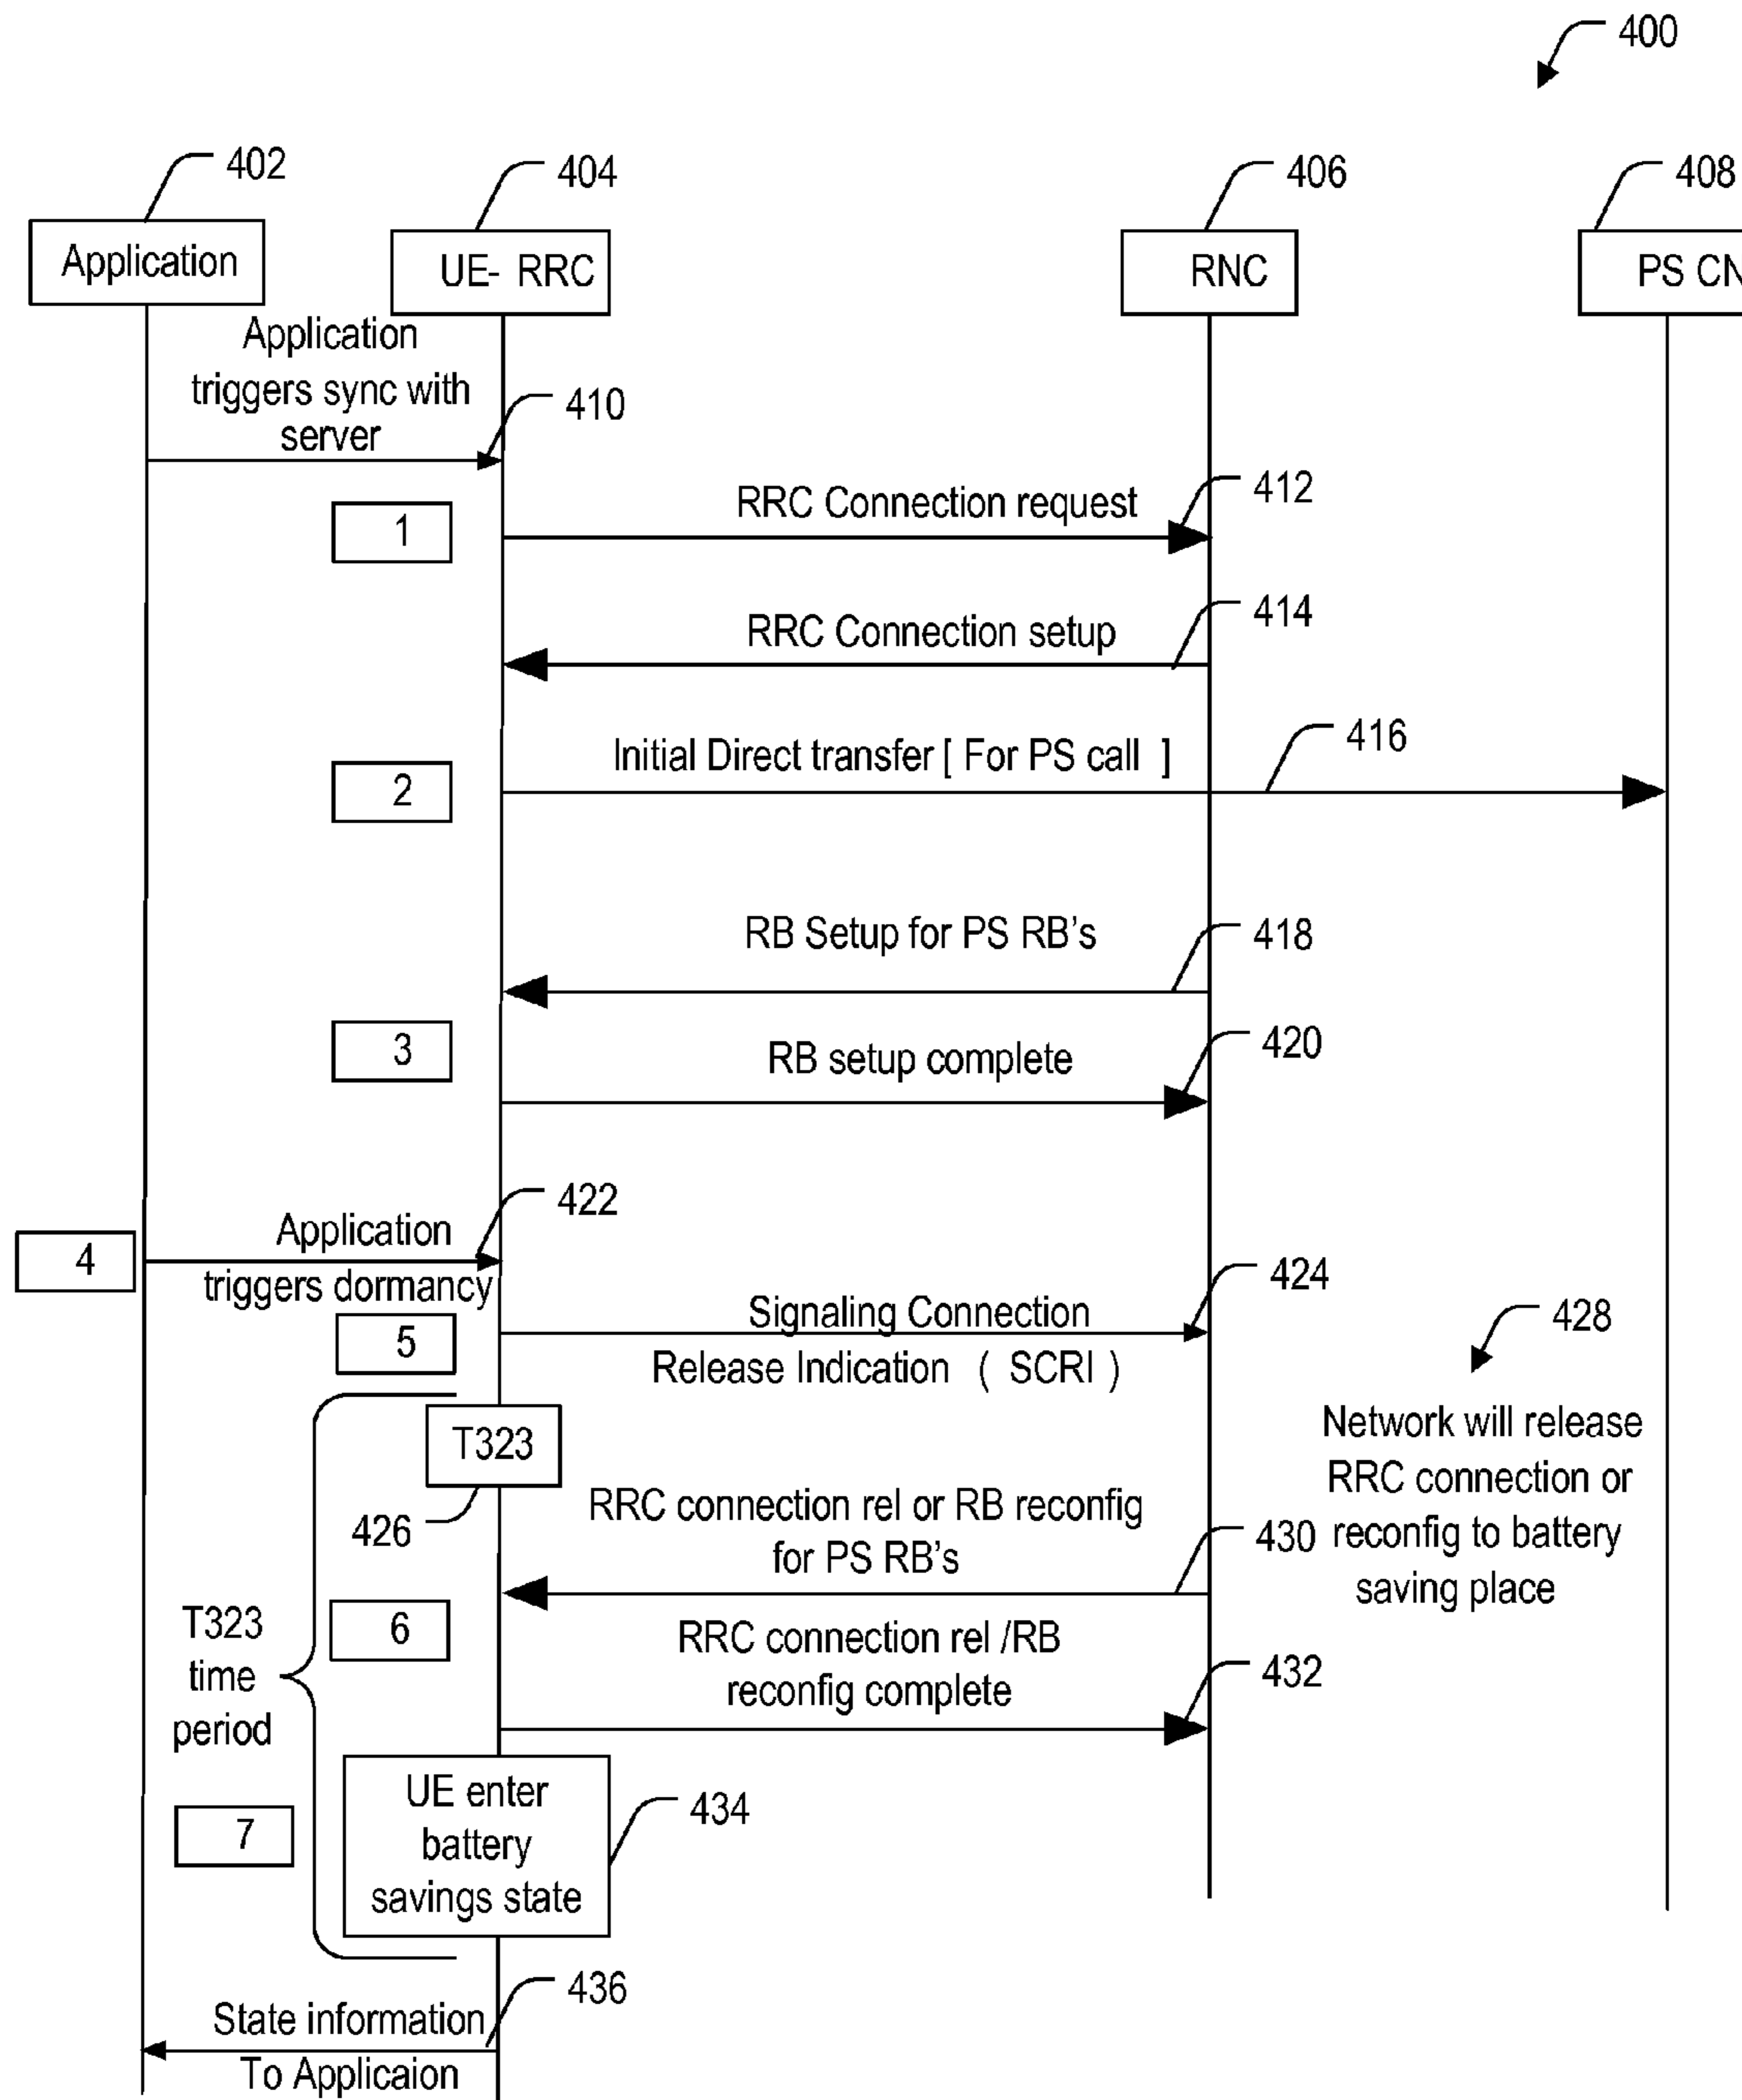 400
402
404
406
408
Application
UE- RRC
RNC
PS CN
Application
triggers sync with
server
410
1
RRC Connection request
412
RRC Connection setup
414
2
Initial Direct transfer [ For PS call ]
416
RB Setup for PS RB's
418
3
RB setup complete
420
4
Application
triggers dormancy
422
5
Signaling Connection
Release Indication ( SCRI )
424
428
Network will release
RRC connection or
reconfig to battery
saving place
T323
426
RRC connection rel or RB reconfig
for PS RB's
430
T323
time
period
6
RRC connection rel /RB
reconfig complete
432
7
UE enter
battery
savings state
434
State information
To Applicaion
436